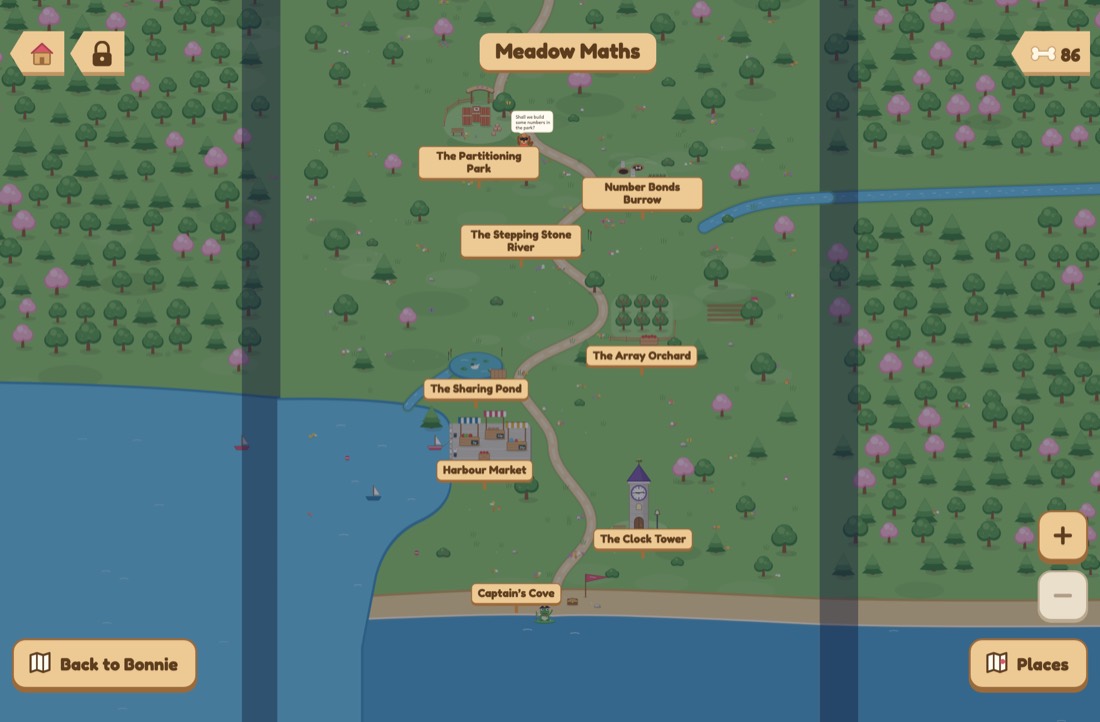 Meadow Maths
86
Shall we build
some numbers in
the park?
The Partitioning
Park
Number Bonds
Burrow
The Stepping Stone
River
The Array Orchard
The Sharing Pond
Harbour Market
The Clock Tower
Captain's Cove
+
−
Back to Bonnie
Places